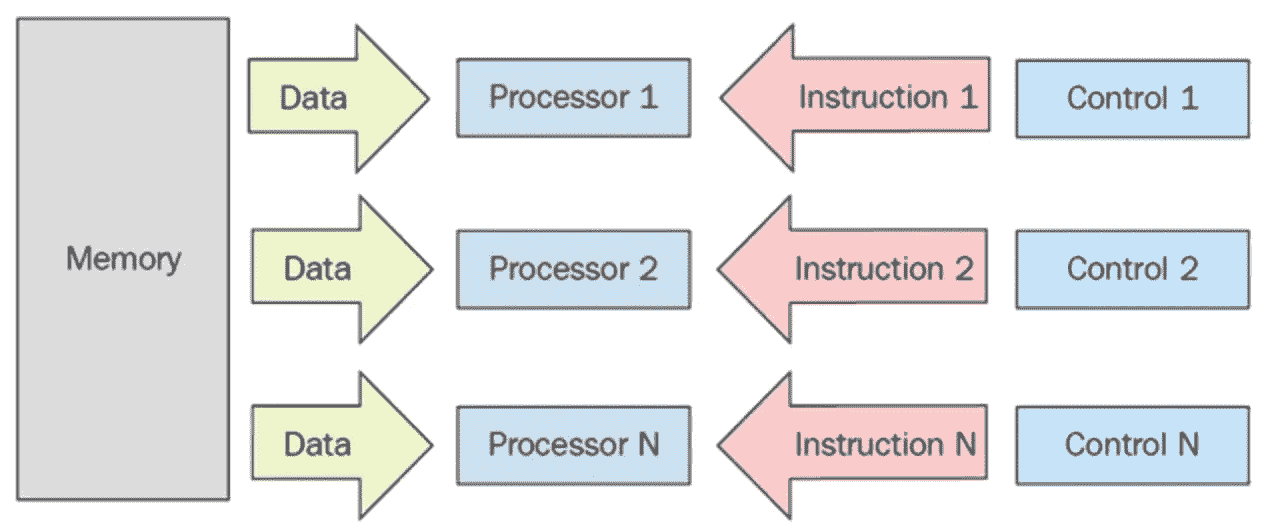 Memory
Data
Processor 1
Instruction 1
Control 1
Data
Processor 2
Instruction 2
Control 2
Data
Processor N
Instruction N
Control N